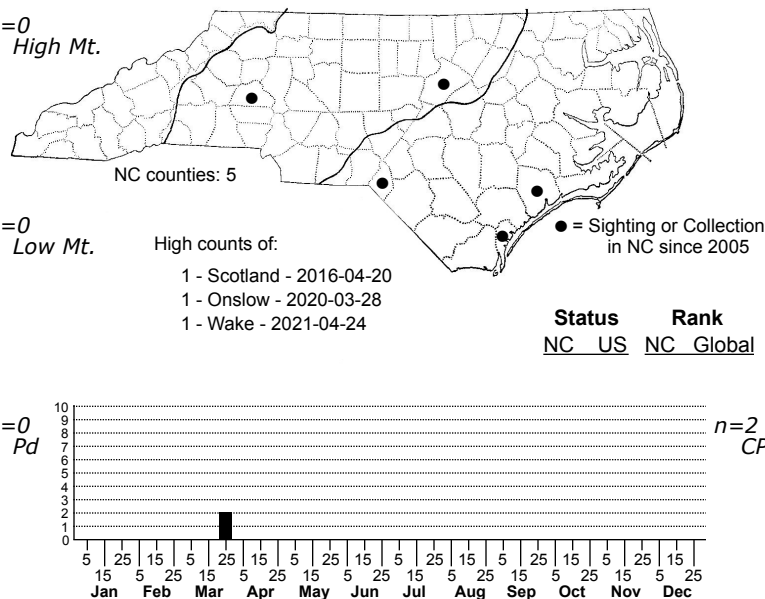 =0
High Mt.
NC counties: 5
=0
Low Mt.
High counts of:
1 - Scotland - 2016-04-20
1 - Onslow - 2020-03-28
1 - Wake - 2021-04-24
● = Sighting or Collection
in NC since 2005
Status Rank
NC US NC Global
=0
Pd
10
9
8
7
6
5
4
3
2
1
0
n=2
CP
5 25 15 5 25 15 5 25 15 5 25 15 5 25 15 5 25 15
15 5 25 15 5 25 15 5 25 15 5 25 15 5 25 15 5 25
Jan Feb Mar Apr May Jun Jul Aug Sep Oct Nov Dec